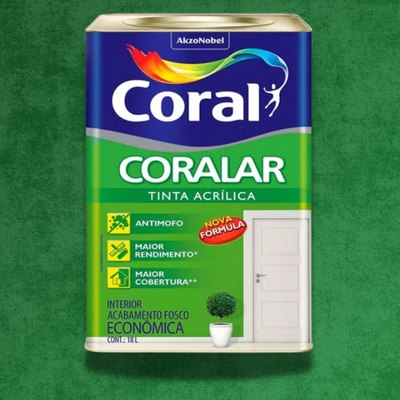 AkzoNobel
Coral
CORALAR
TINTA ACRÍLICA
NOVA
FÓRMULA
ANTIMOFO
MAIOR
RENDIMENTO*
MAIOR
COBERTURA**
INTERIOR
ACABAMENTO FOSCO
ECONÔMICA
CONT.: 18 L